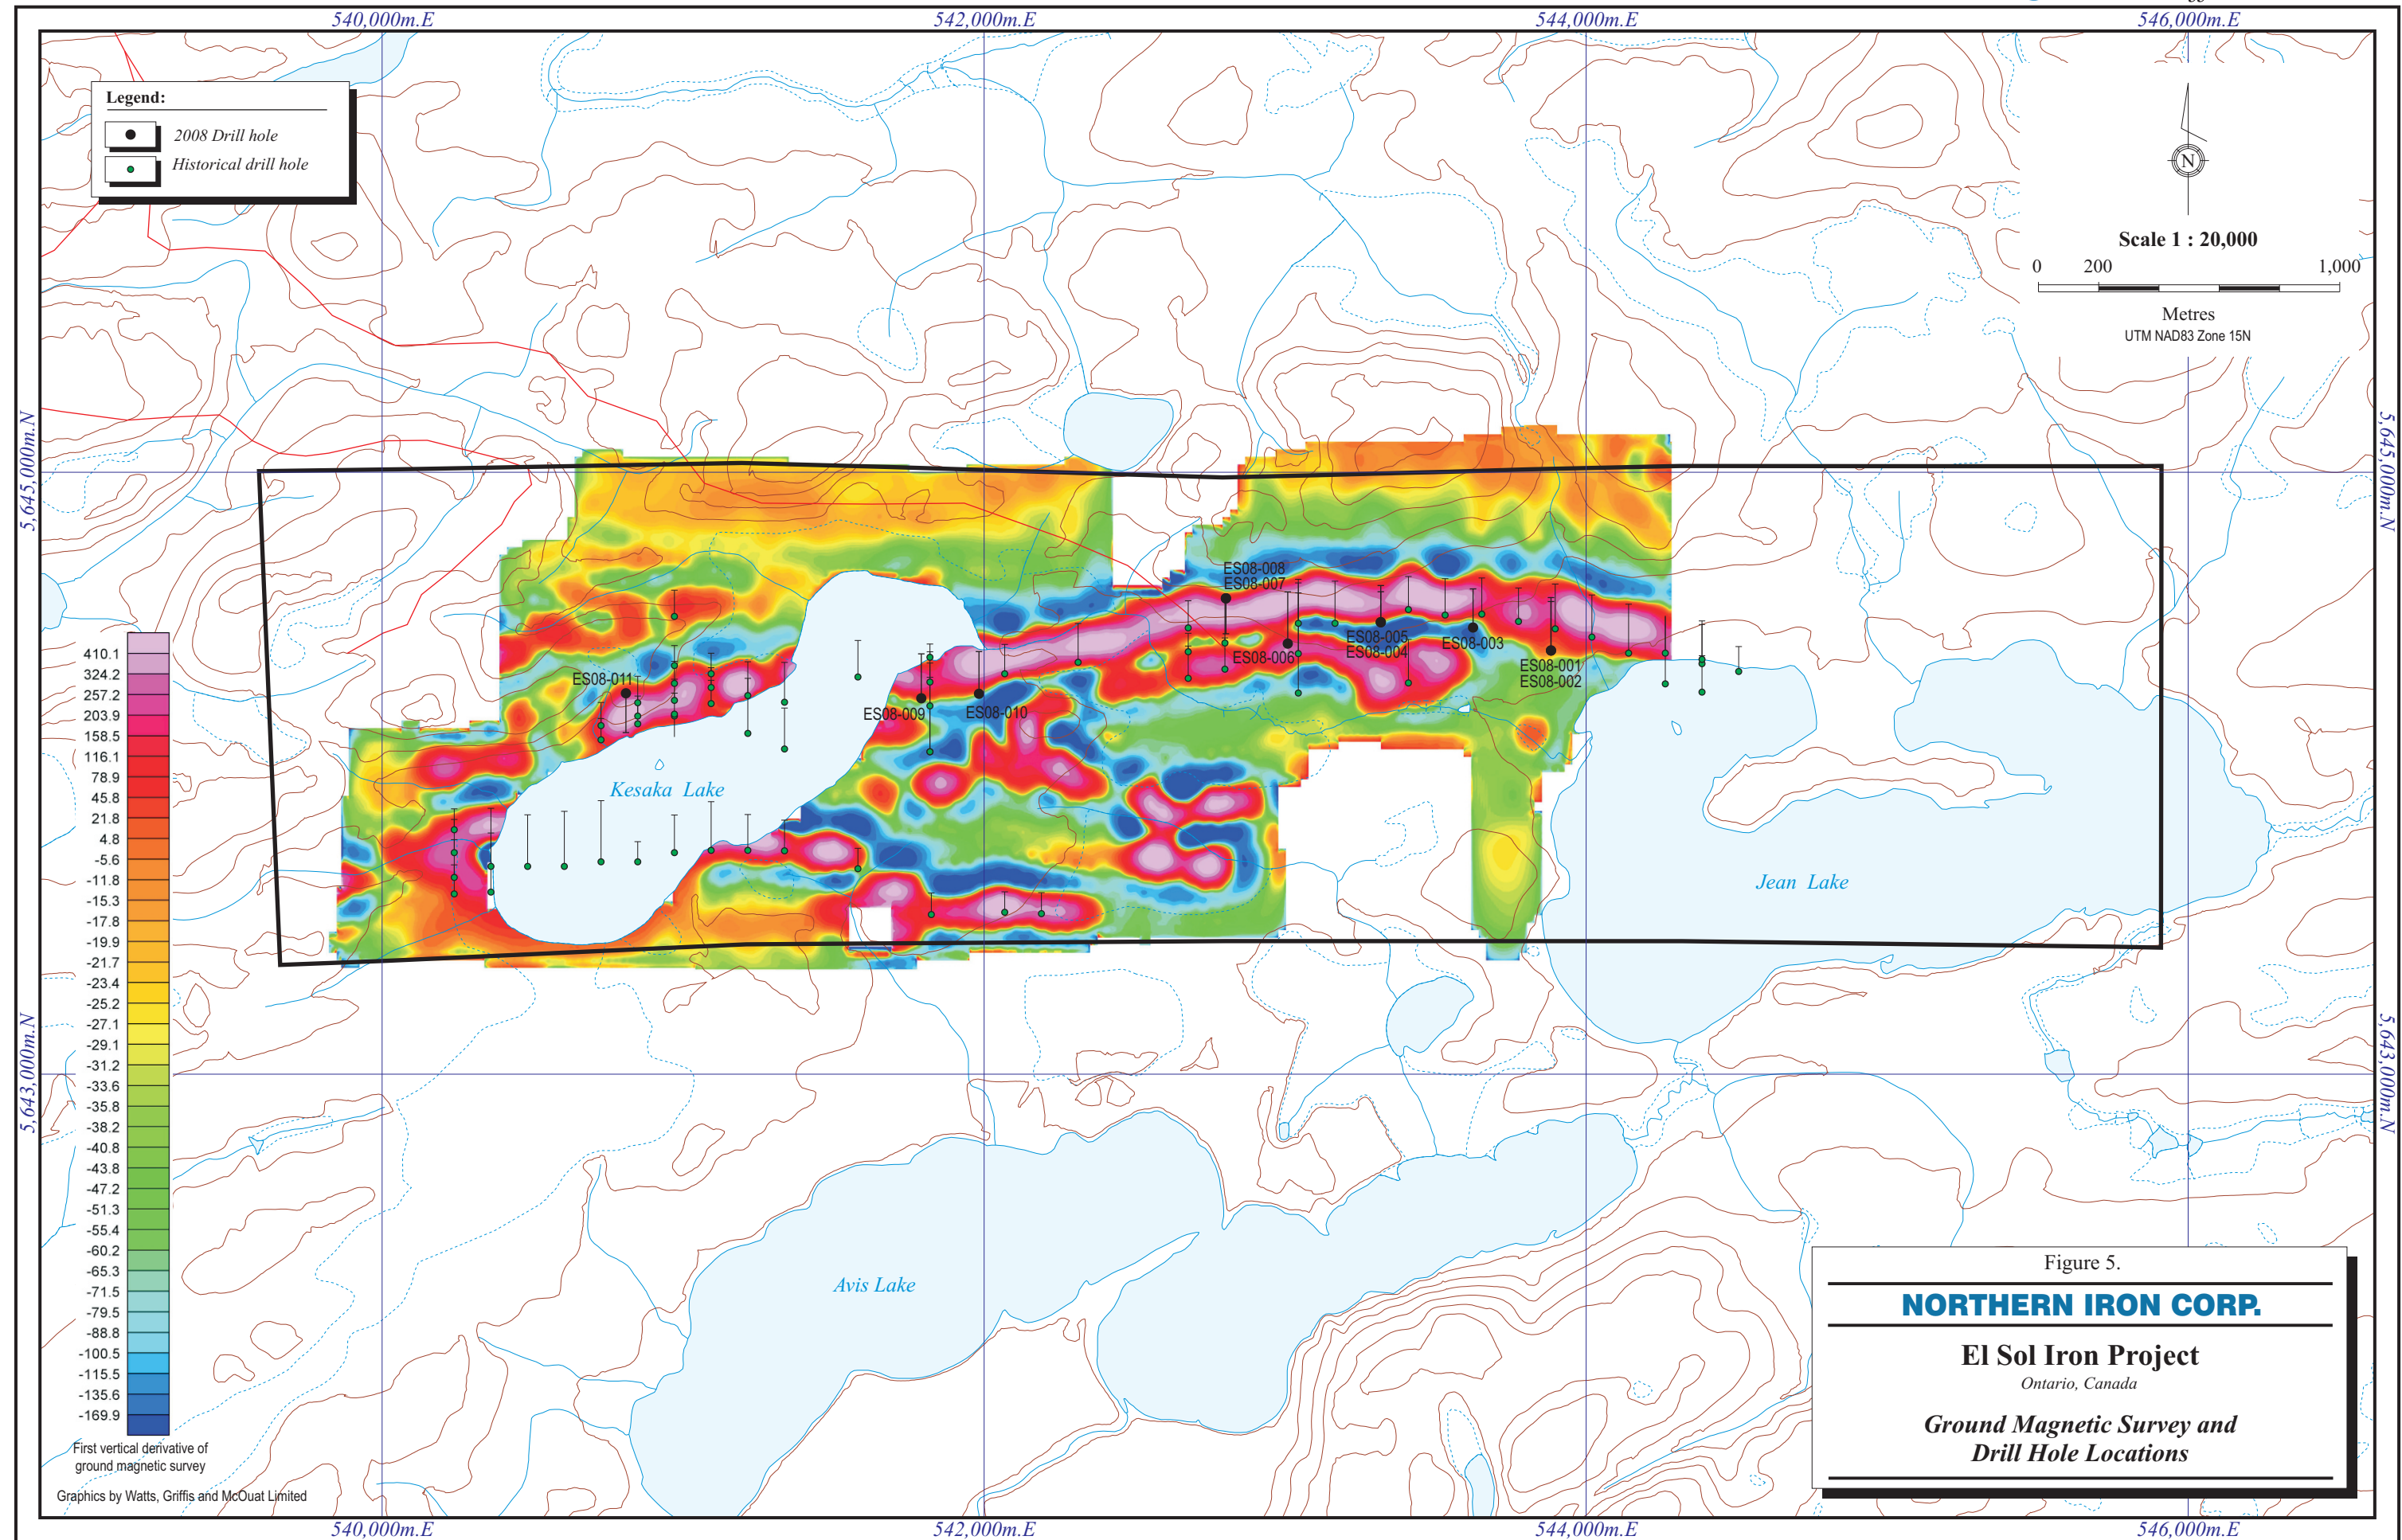 540,000m.E
542,000m.E
544,000m.E
546,000m.E
Legend:
2008 Drill hole
Historical drill hole
N
Scale 1 : 20,000
0 200 1,000
Metres
UTM NAD83 Zone 15N
5,645,000m.N
5,645,000m.N
ES08-008
ES08-007
ES08-005
ES08-004
ES08-003
ES08-006
ES08-001
ES08-002
ES08-011
ES08-009
ES08-010
Kesaka Lake
Jean Lake
Avis Lake
410.1
324.2
257.2
203.9
158.5
116.1
78.9
45.8
21.8
4.8
-5.6
-11.8
-15.3
-17.8
-19.9
-21.7
-23.4
-25.2
-27.1
-29.1
-31.2
-33.6
-35.8
-38.2
-40.8
-43.8
-47.2
-51.3
-55.4
-60.2
-65.3
-71.5
-79.5
-88.8
-100.5
-115.5
-135.6
-169.9
First vertical derivative of
ground magnetic survey
5,643,000m.N
5,643,000m.N
Graphics by Watts, Griffis and McOuat Limited
Figure 5.
NORTHERN IRON CORP.
El Sol Iron Project
Ontario, Canada
Ground Magnetic Survey and
Drill Hole Locations
540,000m.E
542,000m.E
544,000m.E
546,000m.E